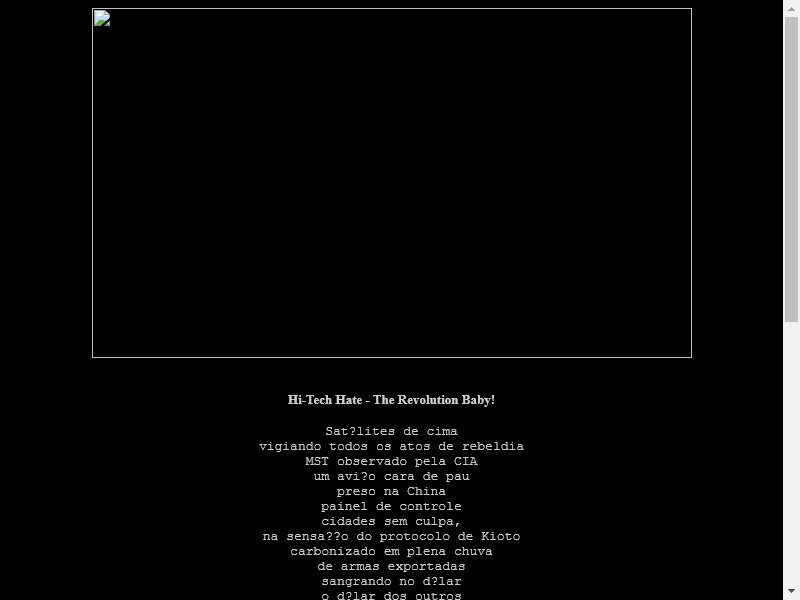 Hi-Tech Hate - The Revolution Baby!
Sat?lites de cima
vigiando todos os atos de rebeldia
MST observado pela CIA
um avi?o cara de pau
preso na China
painel de controle
cidades sem culpa,
na sensa??o do protocolo de Kioto
carbonizado em plena chuva
de armas exportadas
sangrando no d?lar
o d?lar dos outros